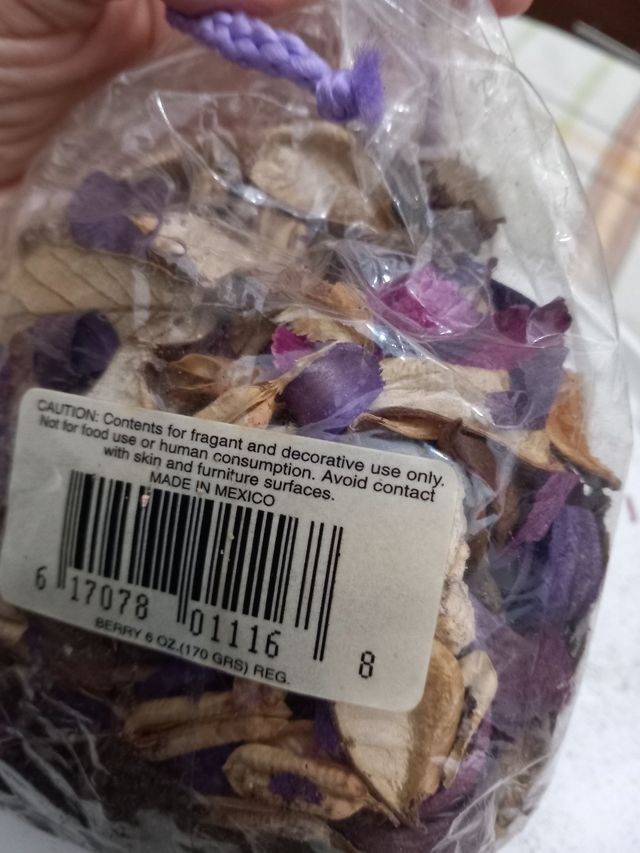 CAUTION: Contents for fragant and decorative use only.
Not for food use or human consumption. Avoid contact
with skin and furniture surfaces.
MADE IN MEXICO
6 17078 01116 8
BERRY 6 OZ.(170 GRS) REG.